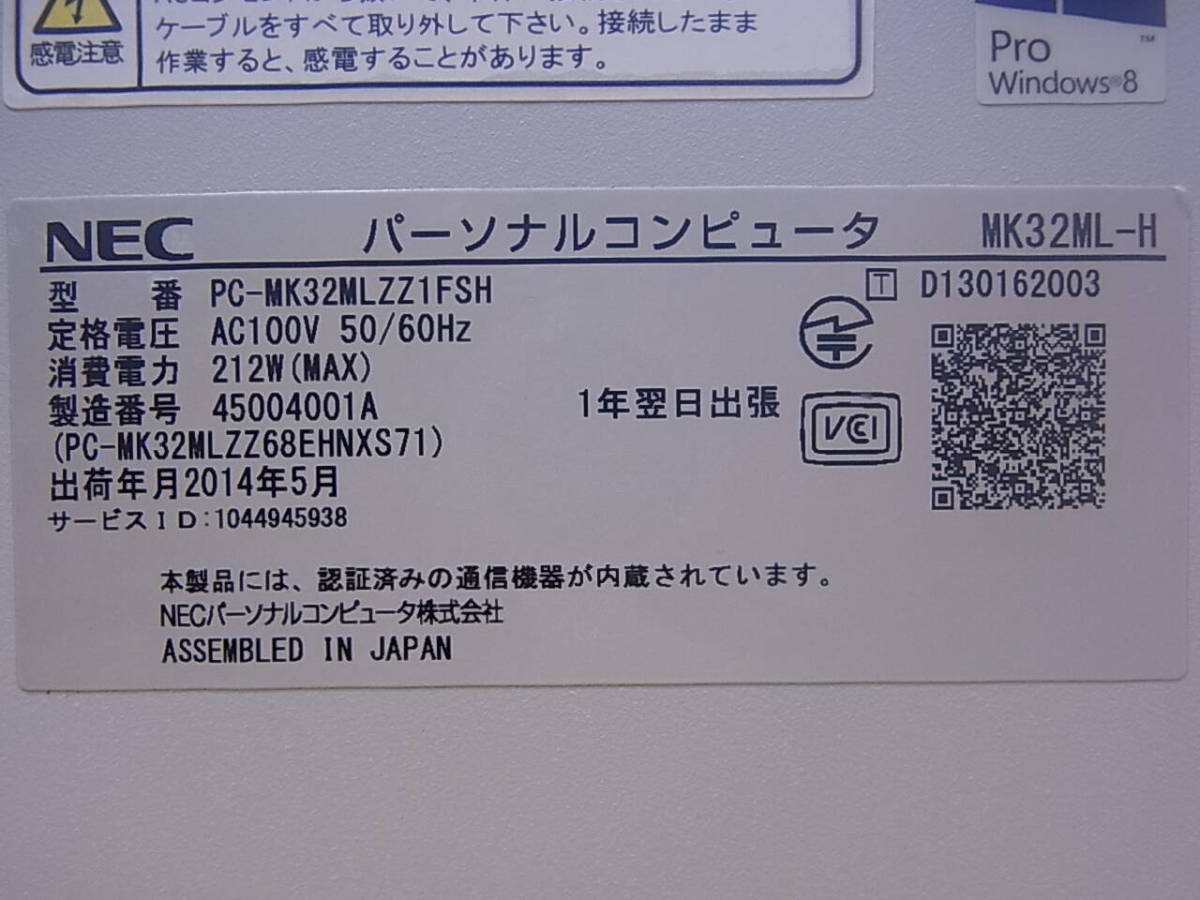 ケーブルをすべて取り外して下さい。接続したまま
感電注意
作業すると、感電することがあります。
Pro
Windows®8
™
NEC パーソナルコンピュータ MK32ML-H
型番 PC-MK32MLZZ1FSH
T D130162003
定格電圧 AC100V 50/60Hz
消費電力 212W(MAX)
製造番号 45004001A
1年翌日出張
VCI
(PC-MK32MLZZ68EHNXS71)
出荷年月2014年5月
サービスID:1044945938
本製品には、認証済みの通信機器が内蔵されています。
NECパーソナルコンピュータ株式会社
ASSEMBLED IN JAPAN